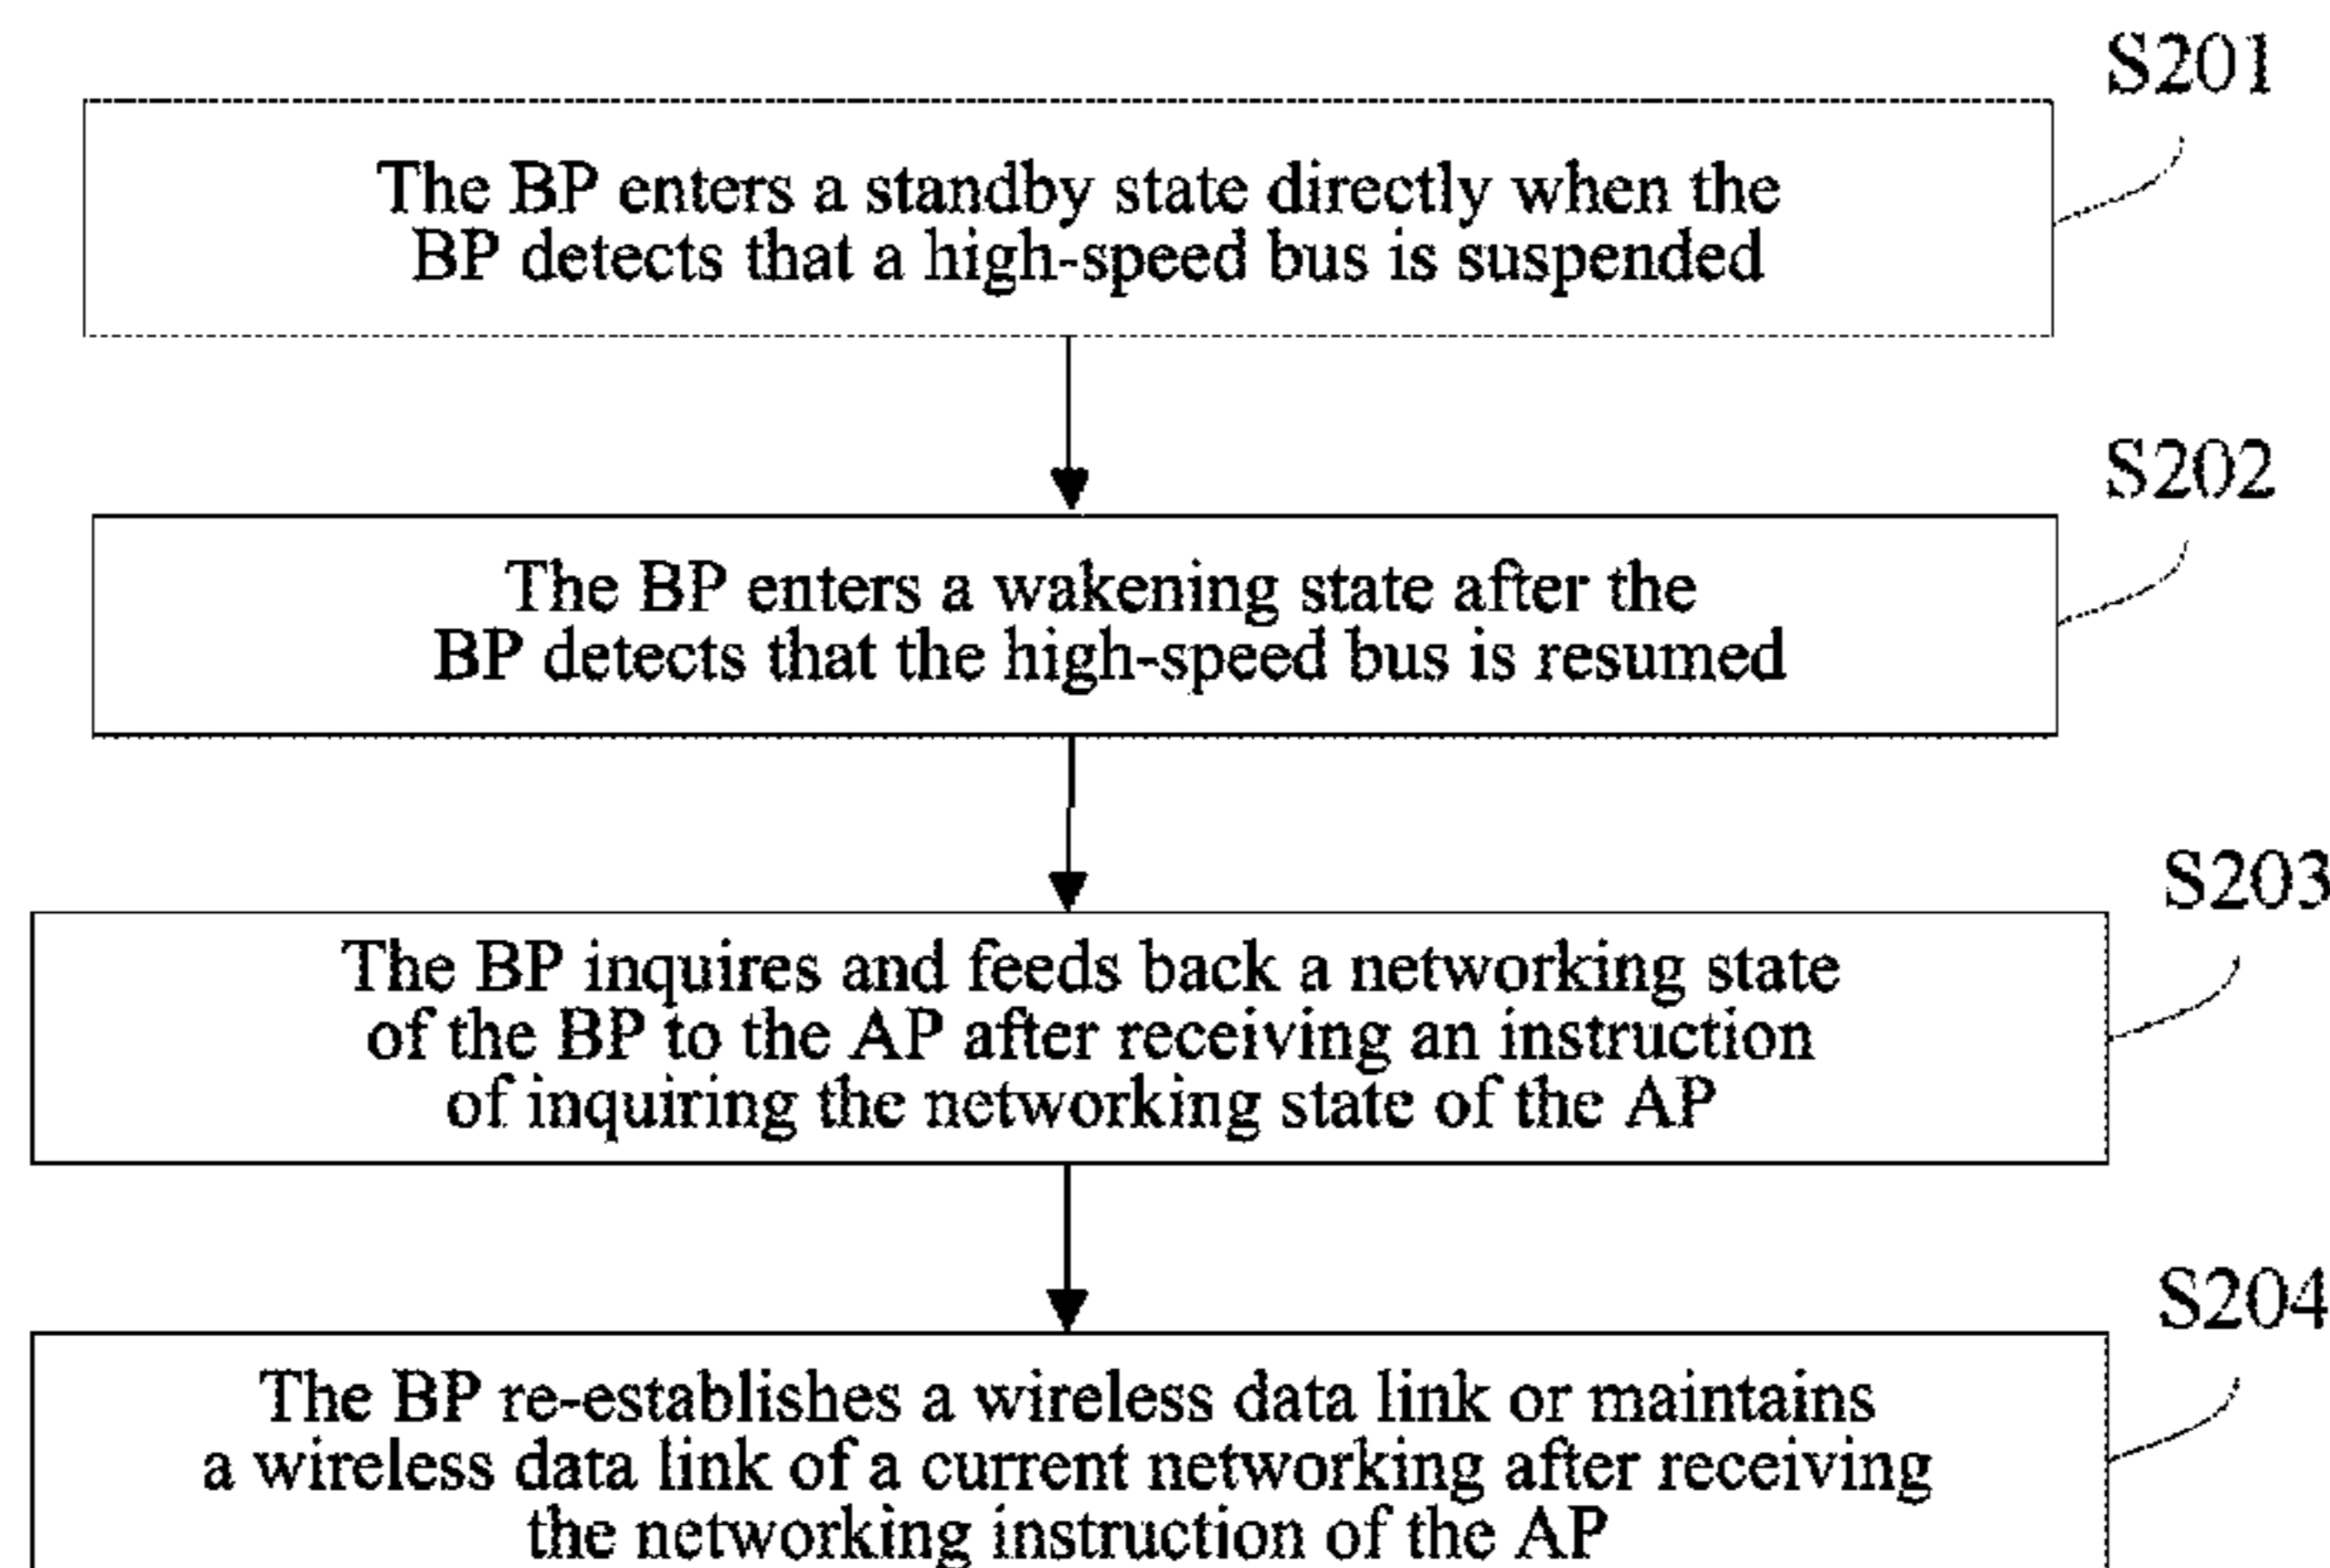 S201
The BP enters a standby state directly when the
BP detects that a high-speed bus is suspended
S202
The BP enters a wakening state after the
BP detects that the high-speed bus is resumed
S203
The BP inquires and feeds back a networking state
of the BP to the AP after receiving an instruction
of inquiring the networking state of the AP
S204
The BP re-establishes a wireless data link or maintains
a wireless data link of a current networking after receiving
the networking instruction of the AP